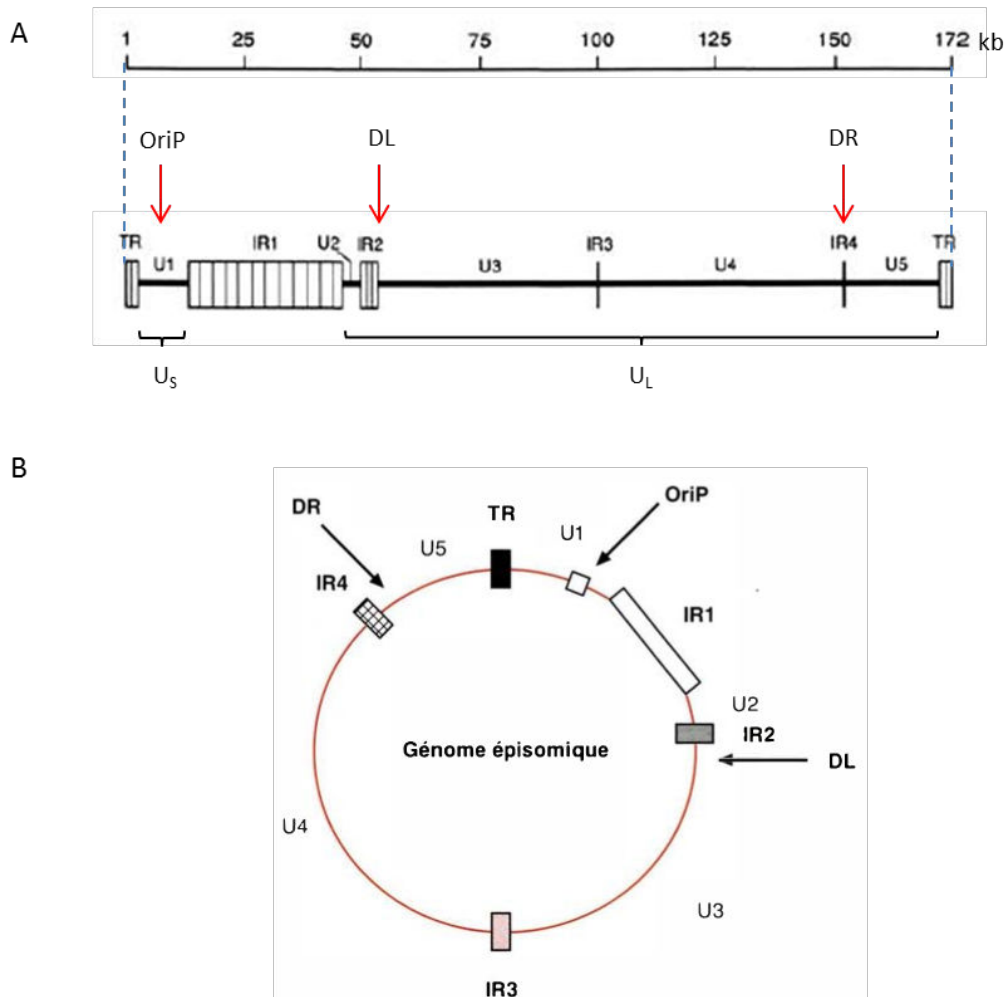 A
1 25 50 75 100 125 150 172 kb
OriP DL DR
TR U1 IR1 U2 IR2 U3 IR3 U4 IR4 U5 TR
US UL
B
OriP
DR TR U1
U5
IR4 IR1
U2
IR2
Génome épisomique
DL
U4
U3
IR3